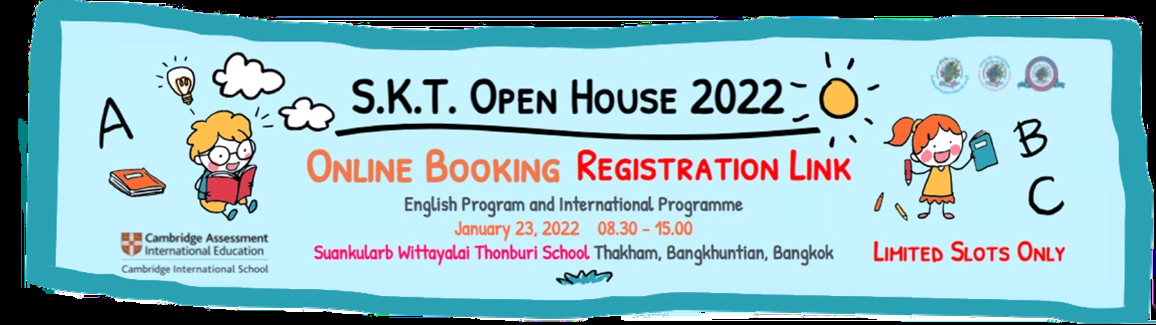 A
S.K.T. OPEN HOUSE 2022
ONLINE BOOKING REGISTRATION LINK
English Program and International Programme
January 23, 2022 08.30 - 15.00
Suankularb Wittayalai Thonburi School Thakham, Bangkhuntian, Bangkok
Cambridge Assessment
International Education
Cambridge International School
B
C
LIMITED SLOTS ONLY